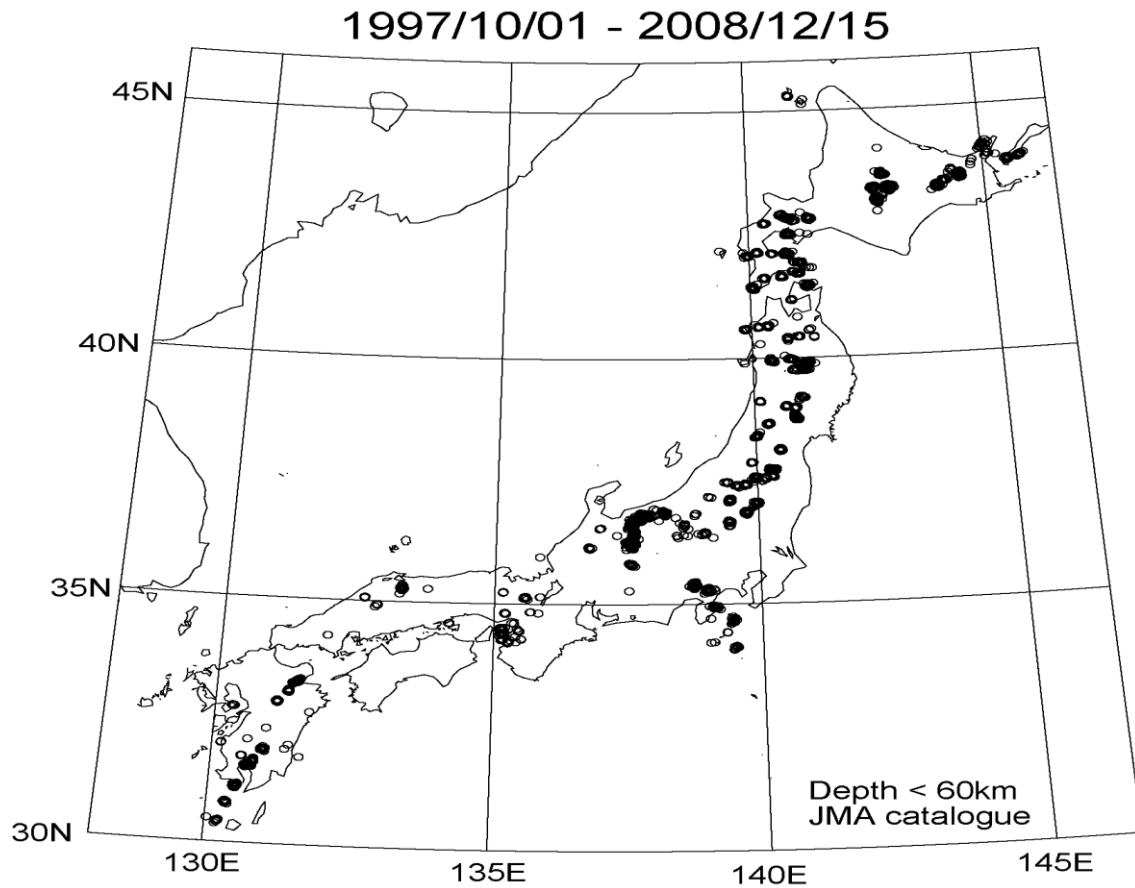 1997/10/01 - 2008/12/15
45N
40N
35N
30N
130E
135E
140E
145E
Depth < 60km
JMA catalogue